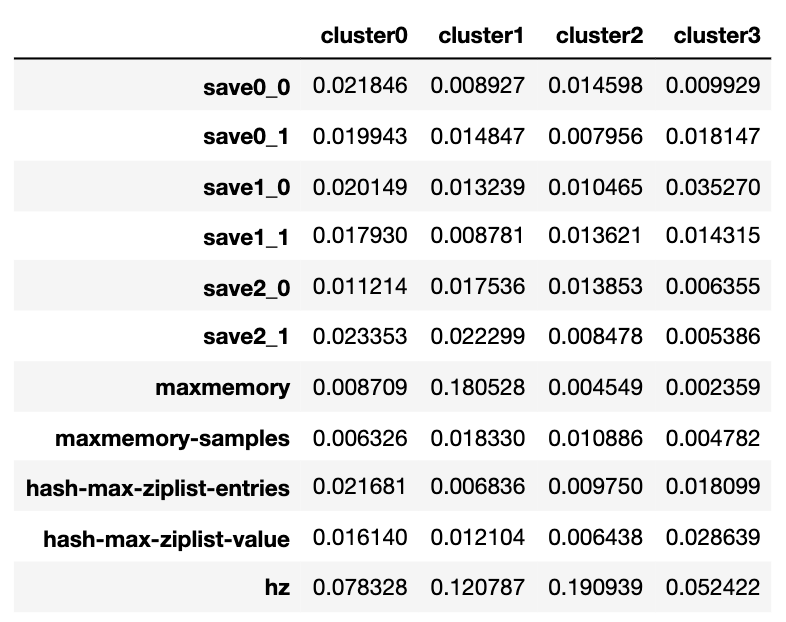 cluster0 cluster1 cluster2 cluster3
save0_0 0.021846 0.008927 0.014598 0.009929
save0_1 0.019943 0.014847 0.007956 0.018147
save1_0 0.020149 0.013239 0.010465 0.035270
save1_1 0.017930 0.008781 0.013621 0.014315
save2_0 0.011214 0.017536 0.013853 0.006355
save2_1 0.023353 0.022299 0.008478 0.005386
maxmemory 0.008709 0.180528 0.004549 0.002359
maxmemory-samples 0.006326 0.018330 0.010886 0.004782
hash-max-ziplist-entries 0.021681 0.006836 0.009750 0.018099
hash-max-ziplist-value 0.016140 0.012104 0.006438 0.028639
hz 0.078328 0.120787 0.190939 0.052422